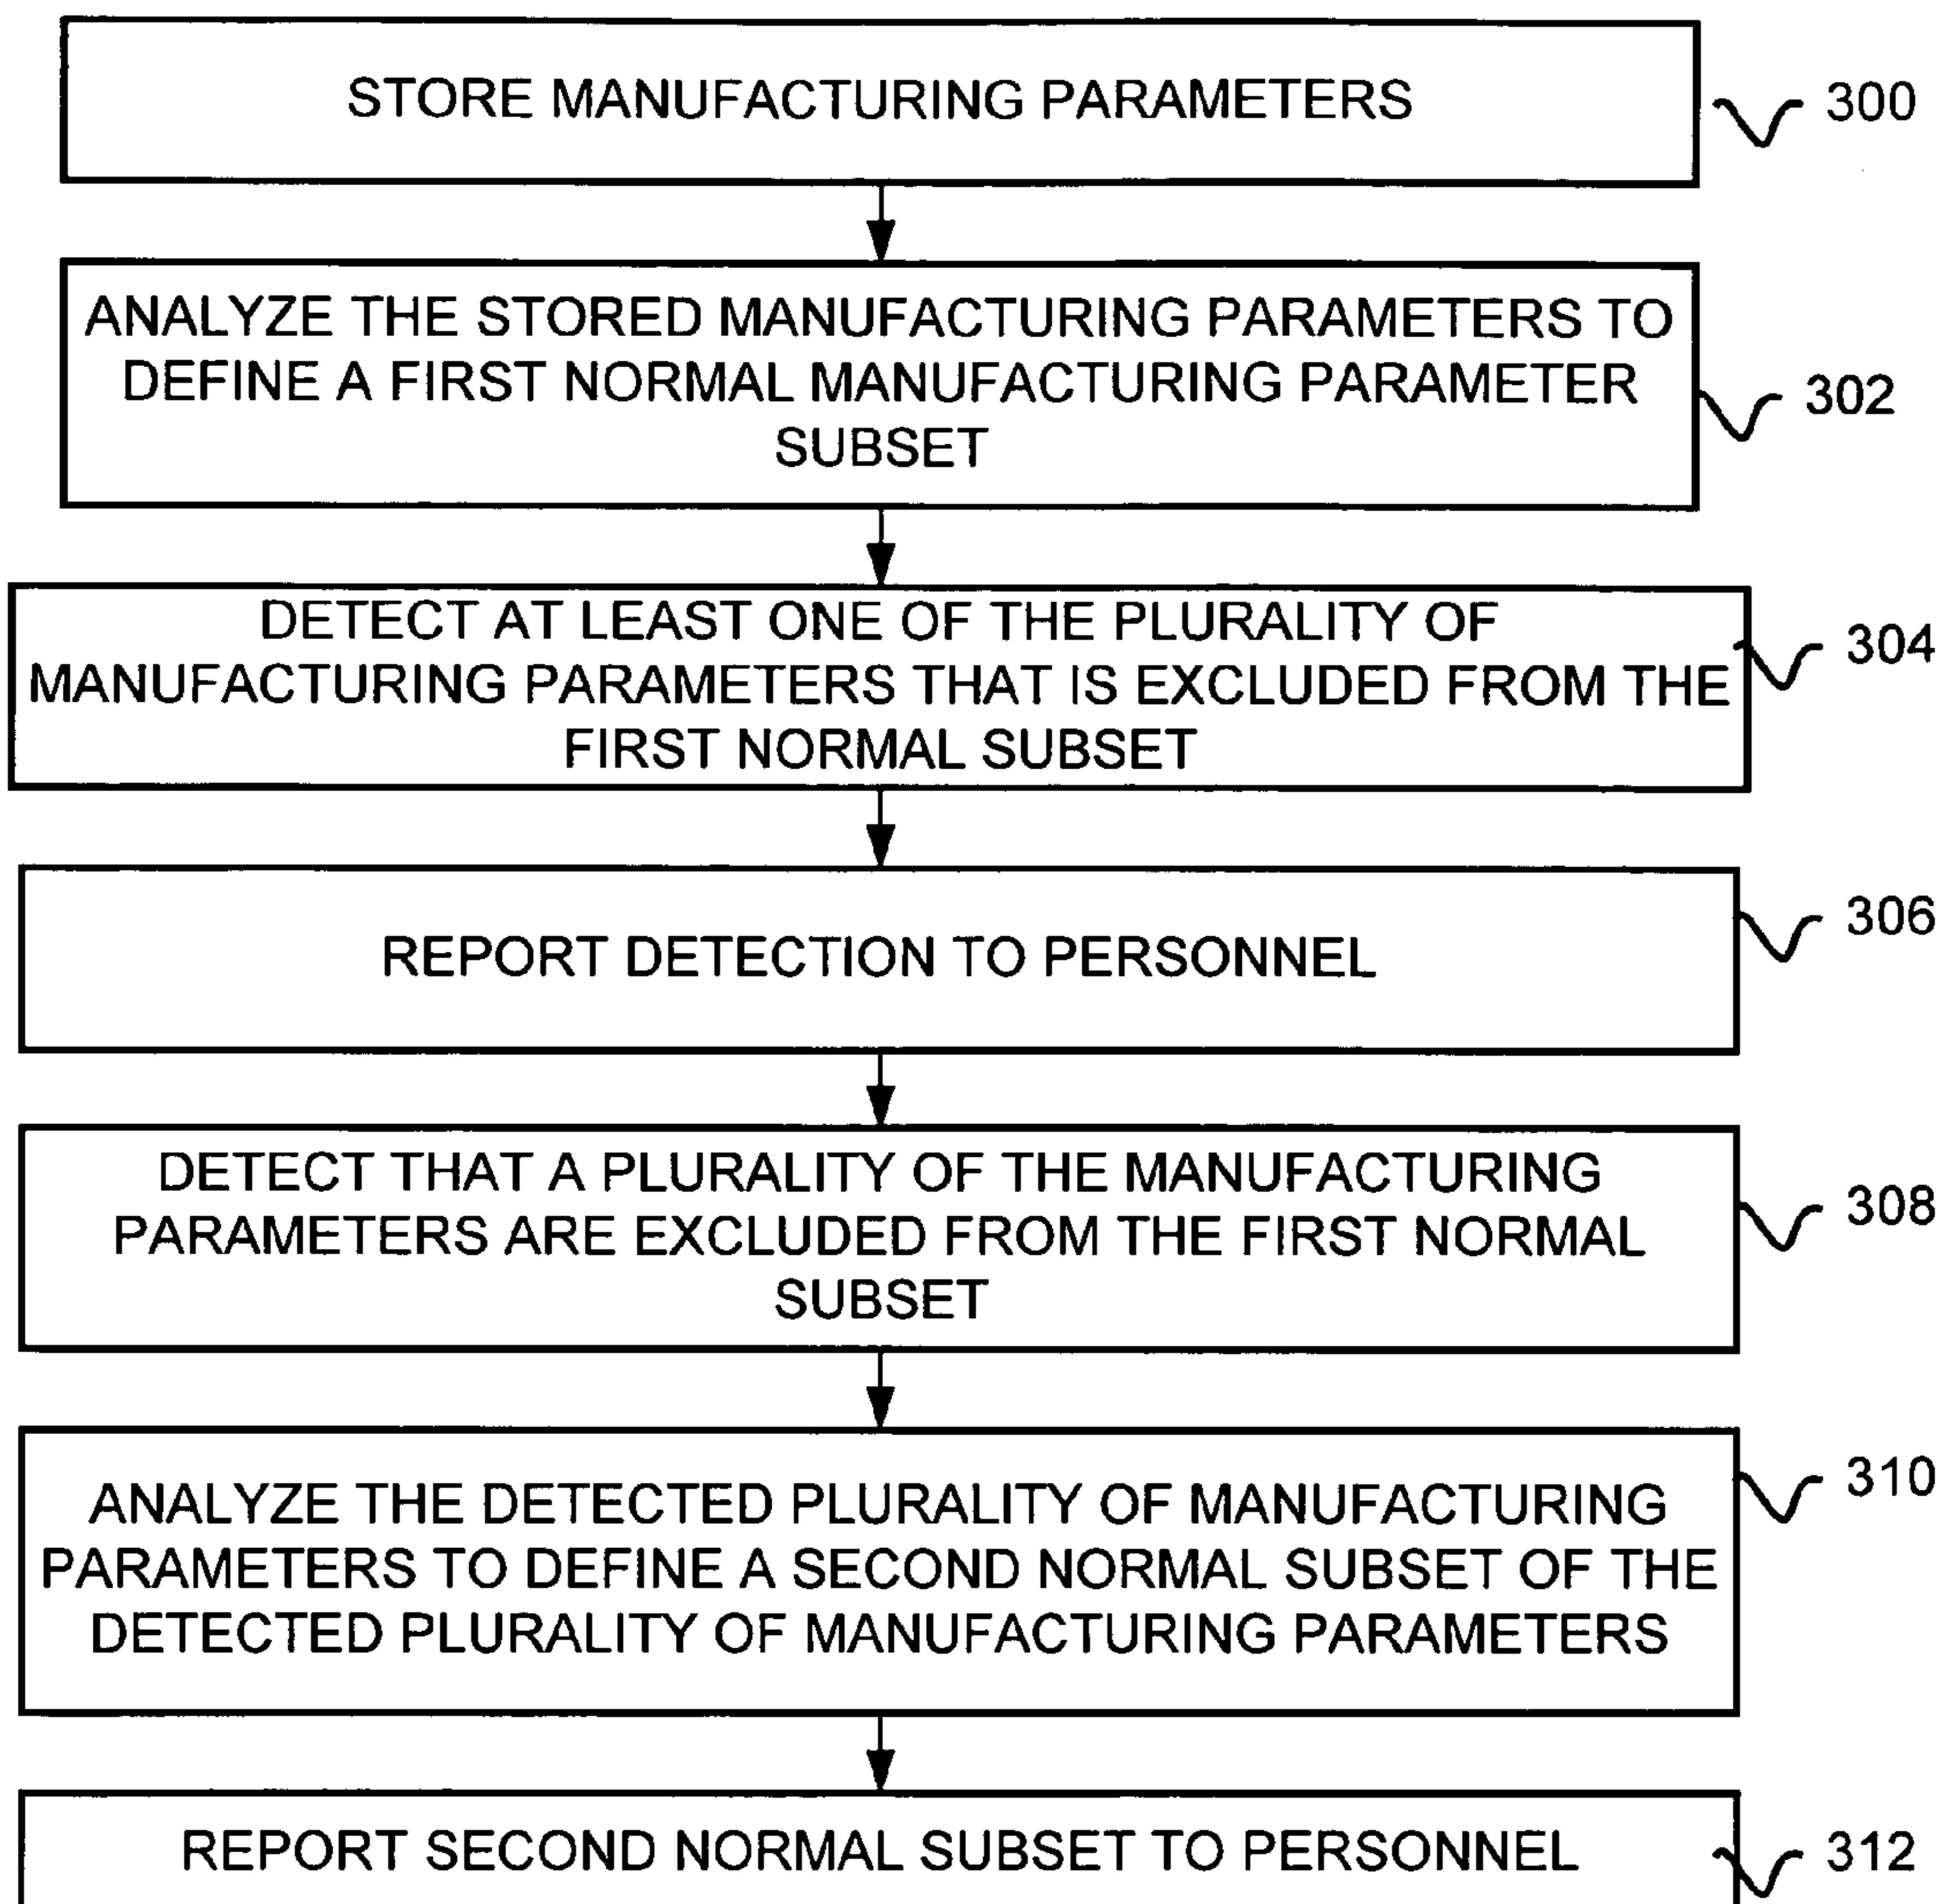 STORE MANUFACTURING PARAMETERS
300
ANALYZE THE STORED MANUFACTURING PARAMETERS TO
DEFINE A FIRST NORMAL MANUFACTURING PARAMETER
SUBSET
302
DETECT AT LEAST ONE OF THE PLURALITY OF
MANUFACTURING PARAMETERS THAT IS EXCLUDED FROM THE
FIRST NORMAL SUBSET
304
REPORT DETECTION TO PERSONNEL
306
DETECT THAT A PLURALITY OF THE MANUFACTURING
PARAMETERS ARE EXCLUDED FROM THE FIRST NORMAL
SUBSET
308
ANALYZE THE DETECTED PLURALITY OF MANUFACTURING
PARAMETERS TO DEFINE A SECOND NORMAL SUBSET OF THE
DETECTED PLURALITY OF MANUFACTURING PARAMETERS
310
REPORT SECOND NORMAL SUBSET TO PERSONNEL
312